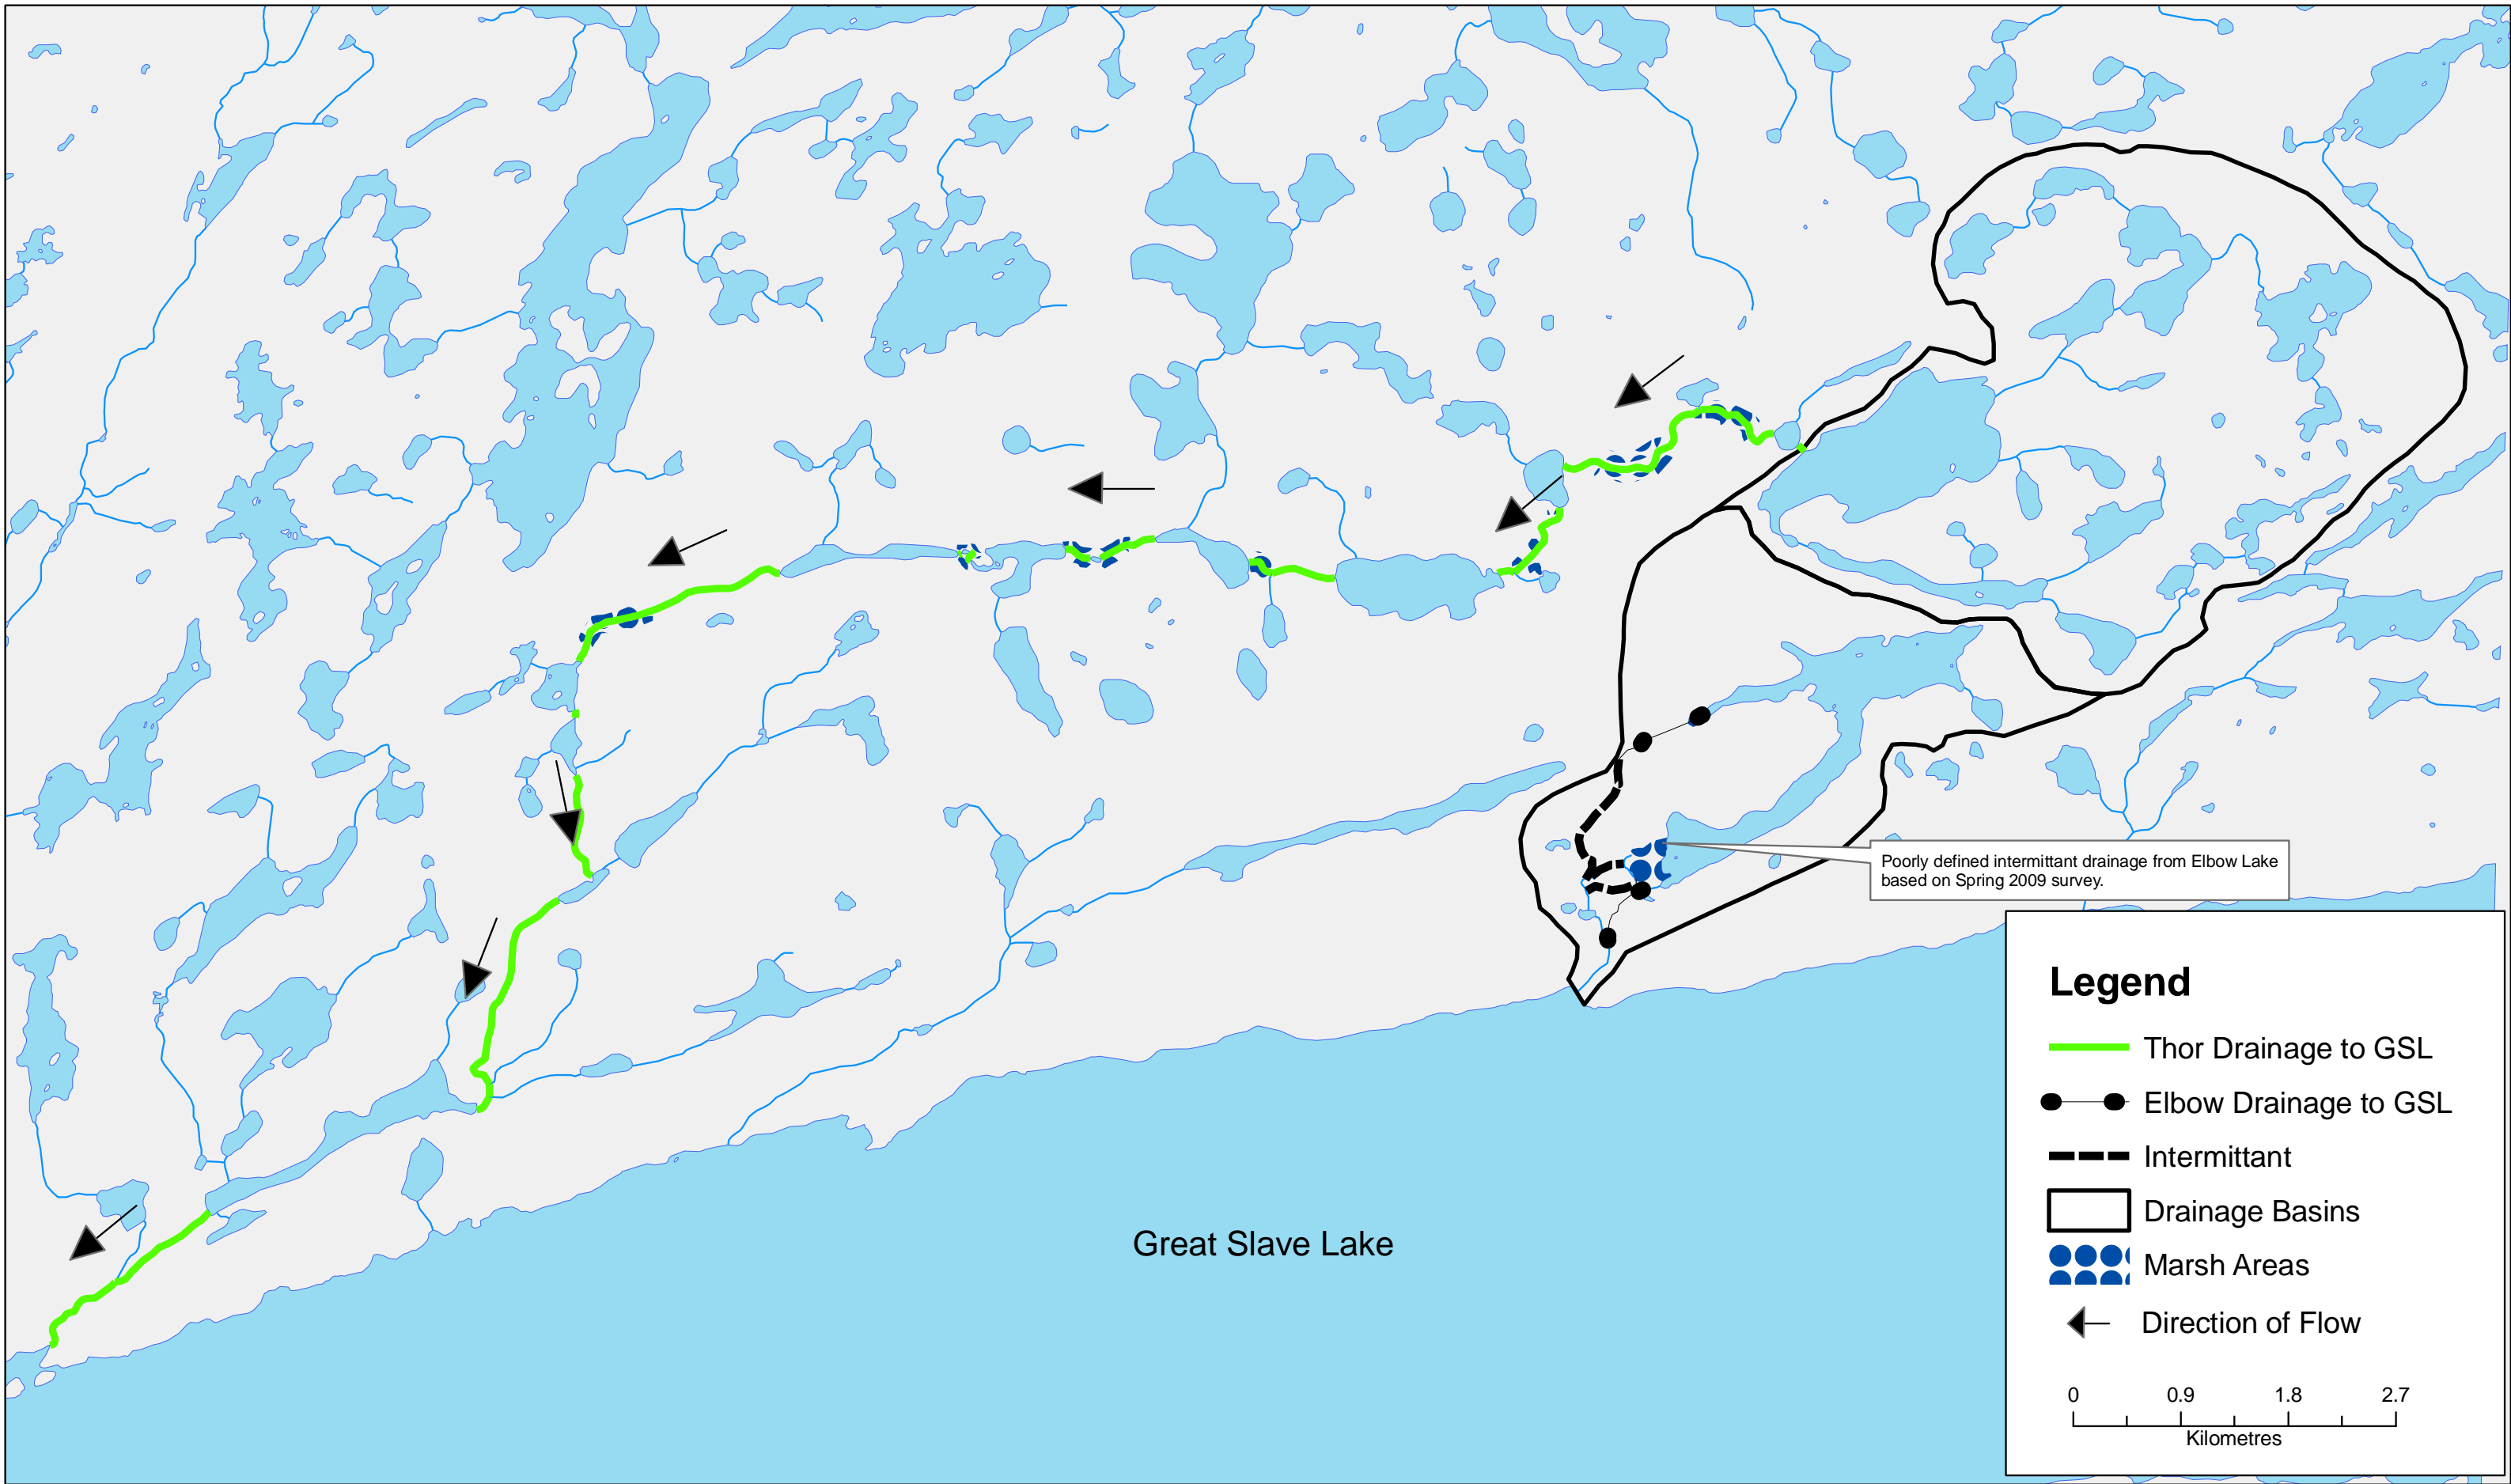 Poorly defined intermittant drainage from Elbow Lake
based on Spring 2009 survey.
Great Slave Lake
Legend
Thor Drainage to GSL
Elbow Drainage to GSL
Intermittant
Drainage Basins
Marsh Areas
Direction of Flow
0 0.9 1.8 2.7
Kilometres